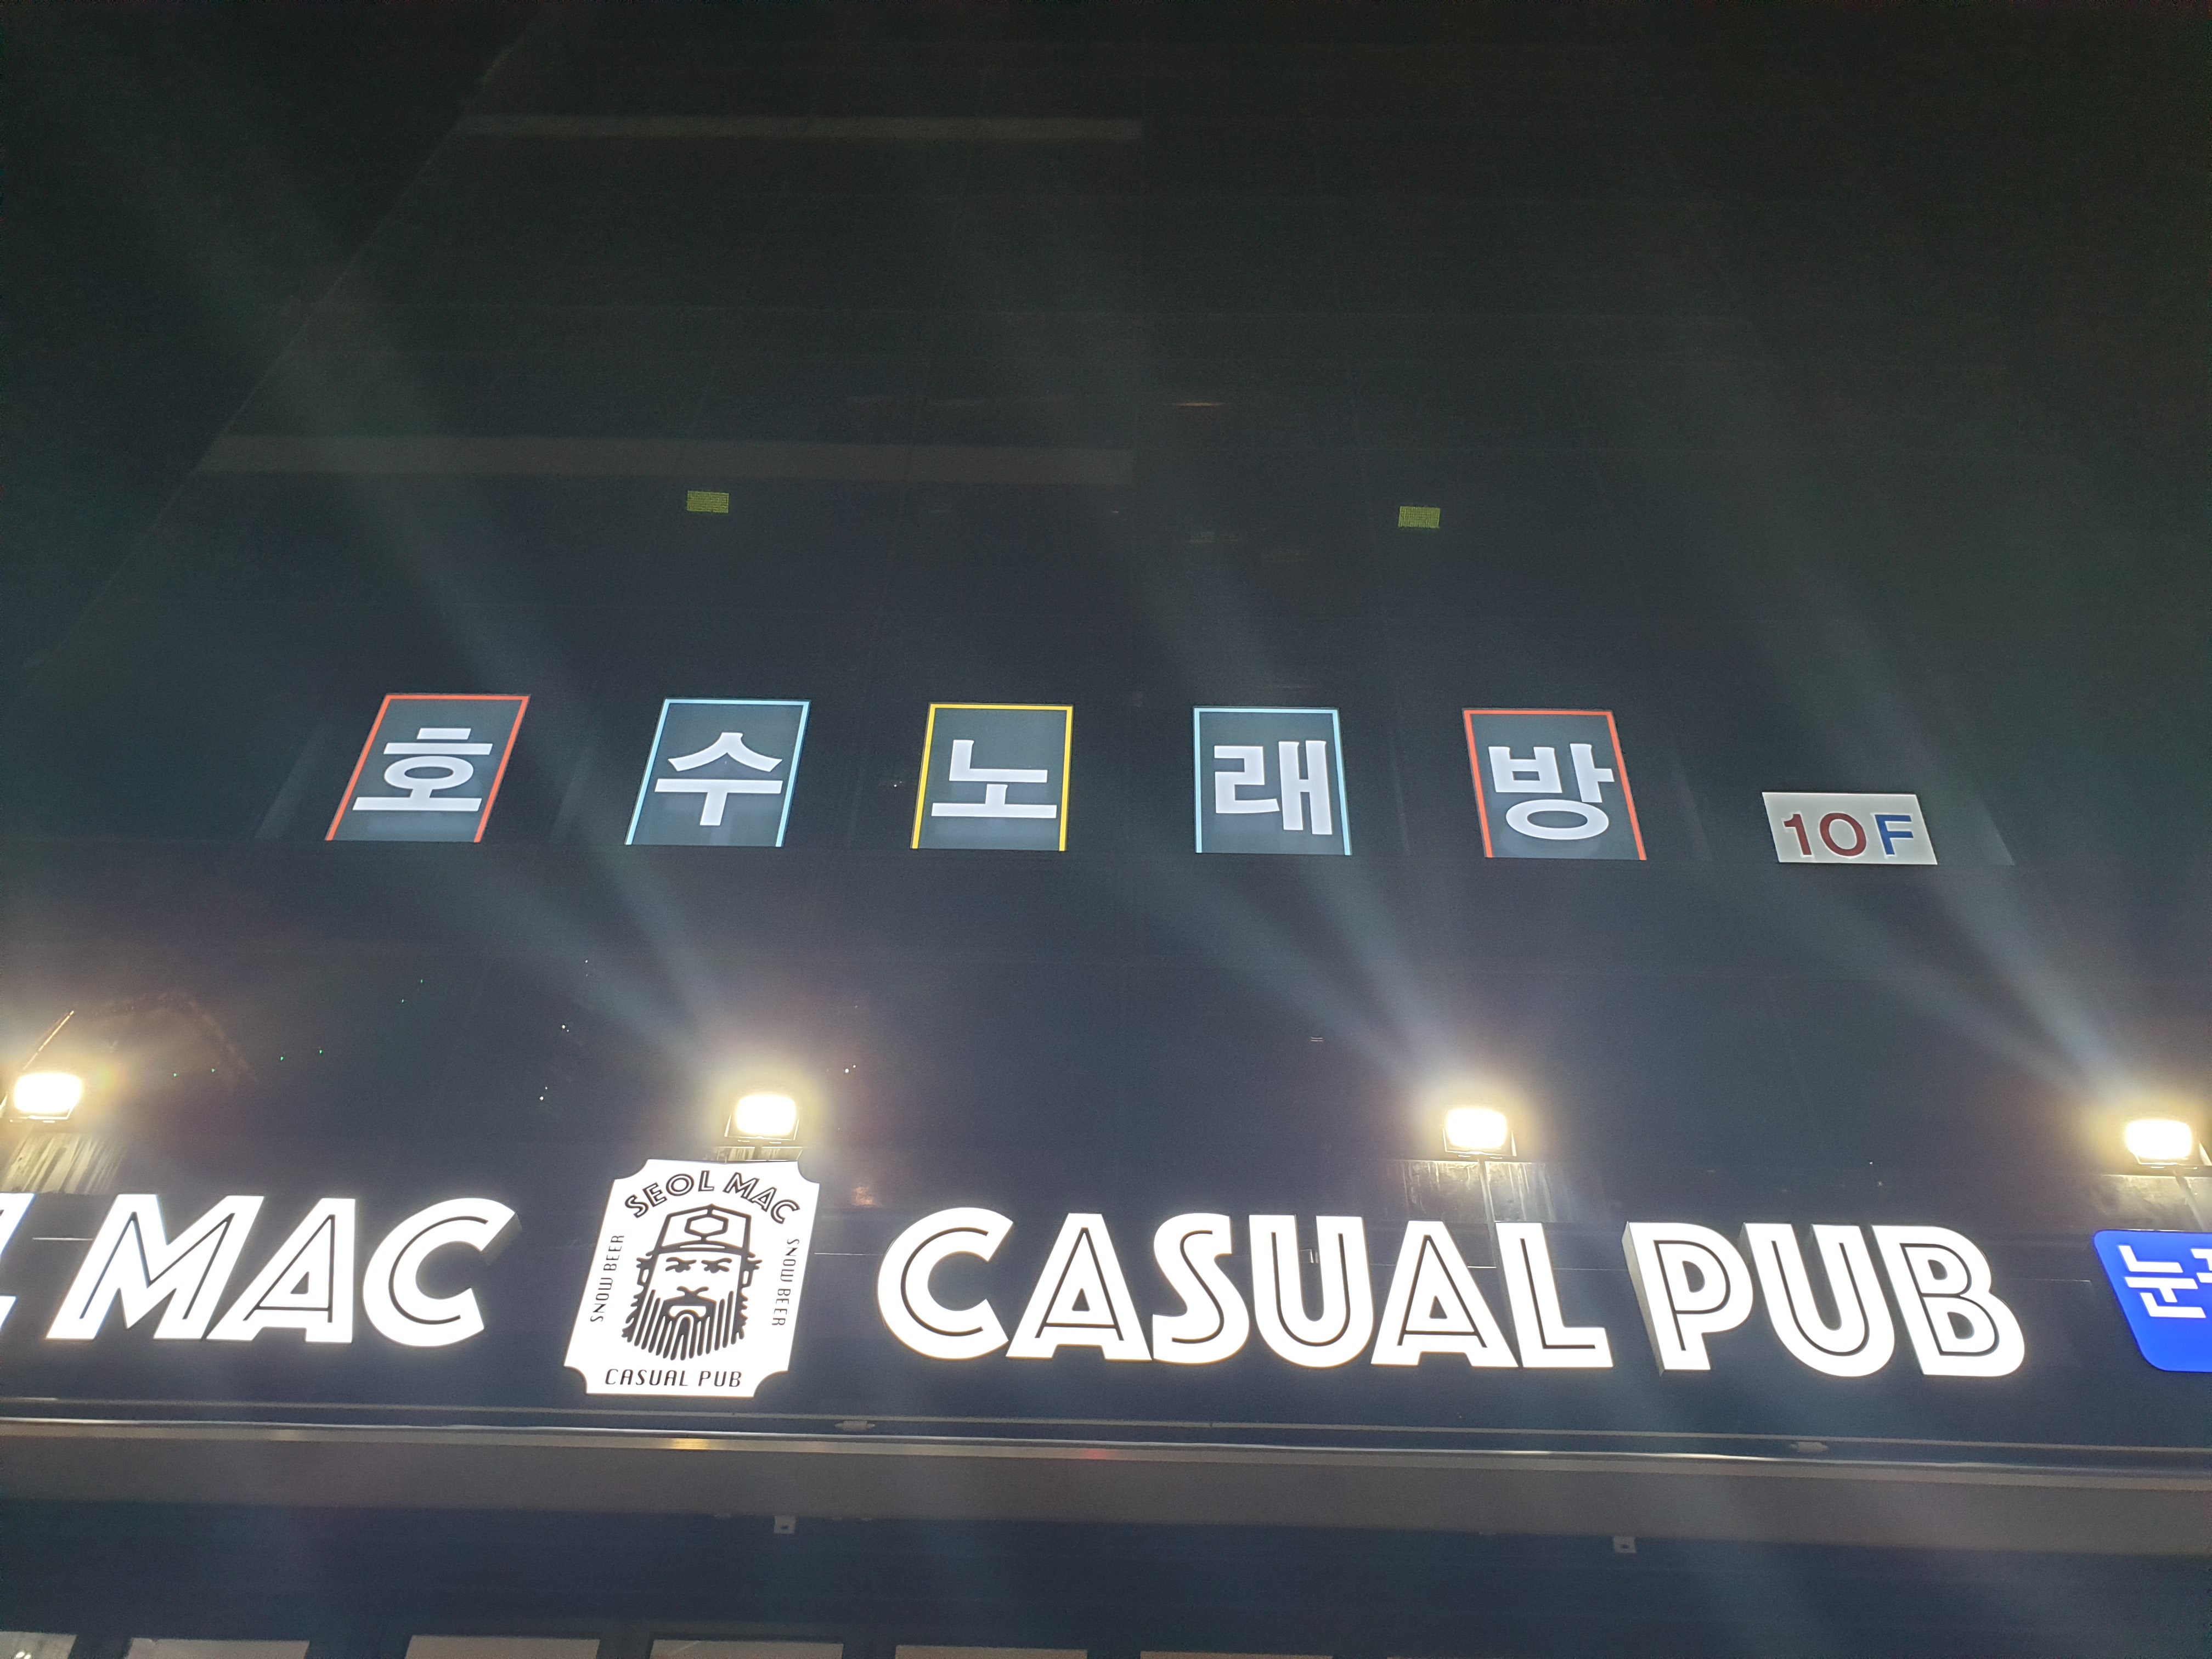 호수노래방 10F
MAC
SEOL MAC
SNOW BEER
SNOW BEER
CASUAL PUB
CASUAL PUB